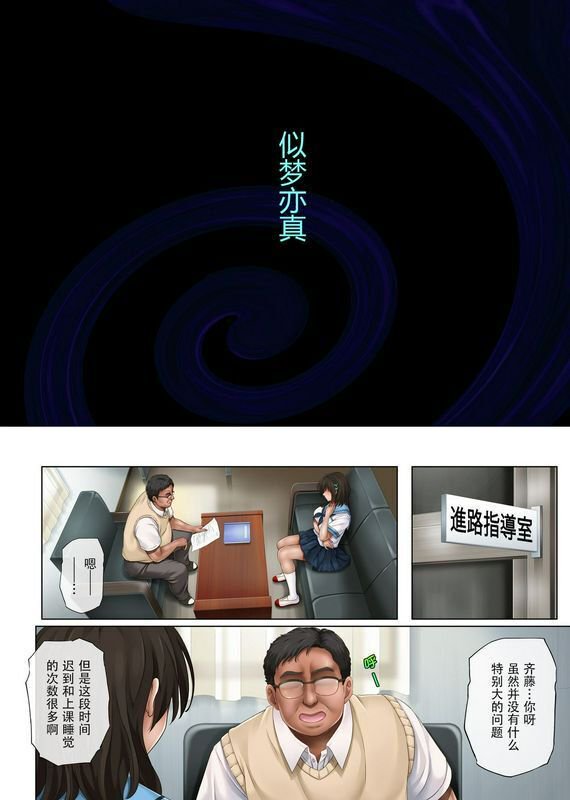 似梦亦真
進路指導室
嗯——
——…
齐藤…你呀
虽然并没有什么
特别大的问题
呼—
但是这段时间
迟到和上课睡觉
的次数很多啊